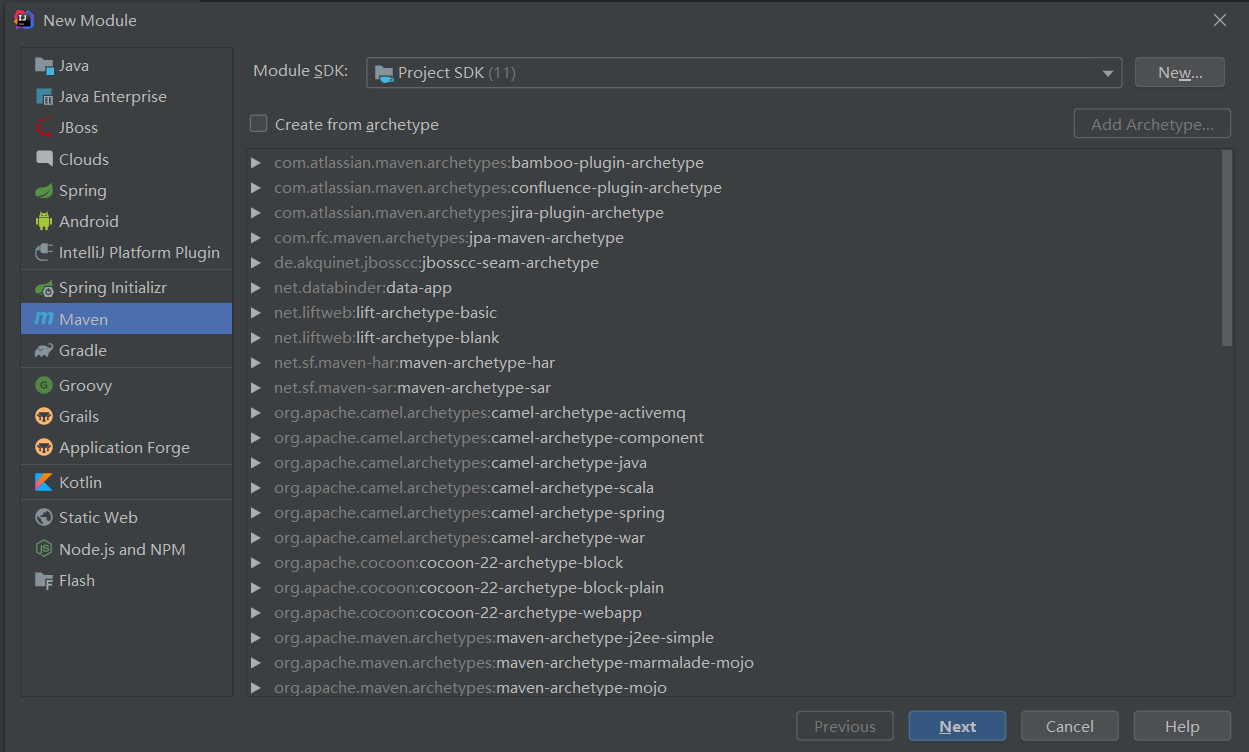 New Module
Java
Java Enterprise
JBoss
Clouds
Spring
Android
IntelliJ Platform Plugin
Spring Initializr
Maven
Gradle
Groovy
Grails
Application Forge
Kotlin
Static Web
Node.js and NPM
Flash
Module SDK: Project SDK (11) New...
Create from archetype Add Archetype...
com.atlassian.maven.archetypes:bamboo-plugin-archetype
com.atlassian.maven.archetypes:confluence-plugin-archetype
com.atlassian.maven.archetypes:jira-plugin-archetype
com.rfc.maven.archetypes:jpa-maven-archetype
de.akquinet.jbosscc:jbosscc-seam-archetype
net.databinder:data-app
net.liftweb:lift-archetype-basic
net.liftweb:lift-archetype-blank
net.sf.maven-har:maven-archetype-har
net.sf.maven-sar:maven-archetype-sar
org.apache.camel.archetypes:camel-archetype-activemq
org.apache.camel.archetypes:camel-archetype-component
org.apache.camel.archetypes:camel-archetype-java
org.apache.camel.archetypes:camel-archetype-scala
org.apache.camel.archetypes:camel-archetype-spring
org.apache.camel.archetypes:camel-archetype-war
org.apache.cocoon:cocoon-22-archetype-block
org.apache.cocoon:cocoon-22-archetype-block-plain
org.apache.cocoon:cocoon-22-archetype-webapp
org.apache.maven.archetypes:maven-archetype-j2ee-simple
org.apache.maven.archetypes:maven-archetype-marmalade-mojo
org.apache.maven.archetypes:maven-archetype-mojo
Previous Next Cancel Help